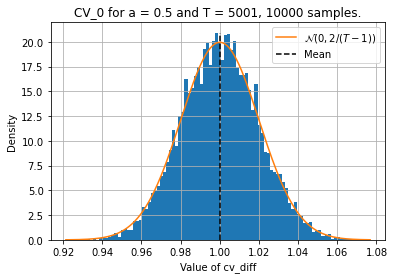 CV_0 for a = 0.5 and T = 5001, 10000 samples.
𝒩(0, 2/(T − 1))
Mean
20.0
17.5
15.0
12.5
10.0
7.5
5.0
2.5
0.0
Density
0.92 0.94 0.96 0.98 1.00 1.02 1.04 1.06 1.08
Value of cv_diff